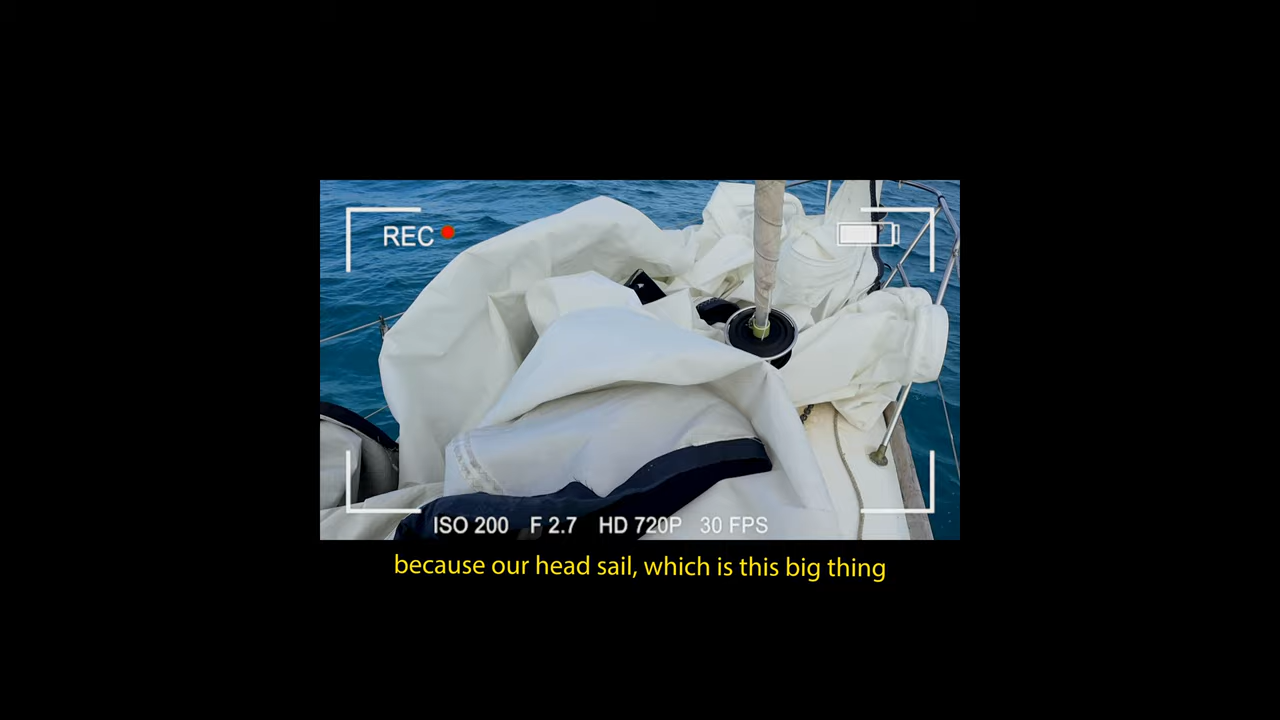 REC
ISO 200 F 2.7 HD 720P 30 FPS
because our head sail, which is this big thing